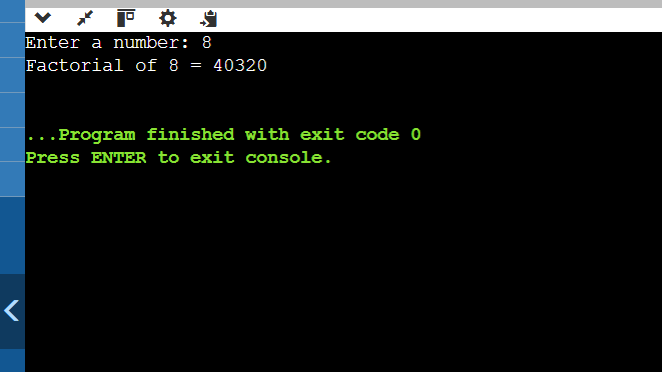 Enter a number: 8
Factorial of 8 = 40320
...Program finished with exit code 0
Press ENTER to exit console.